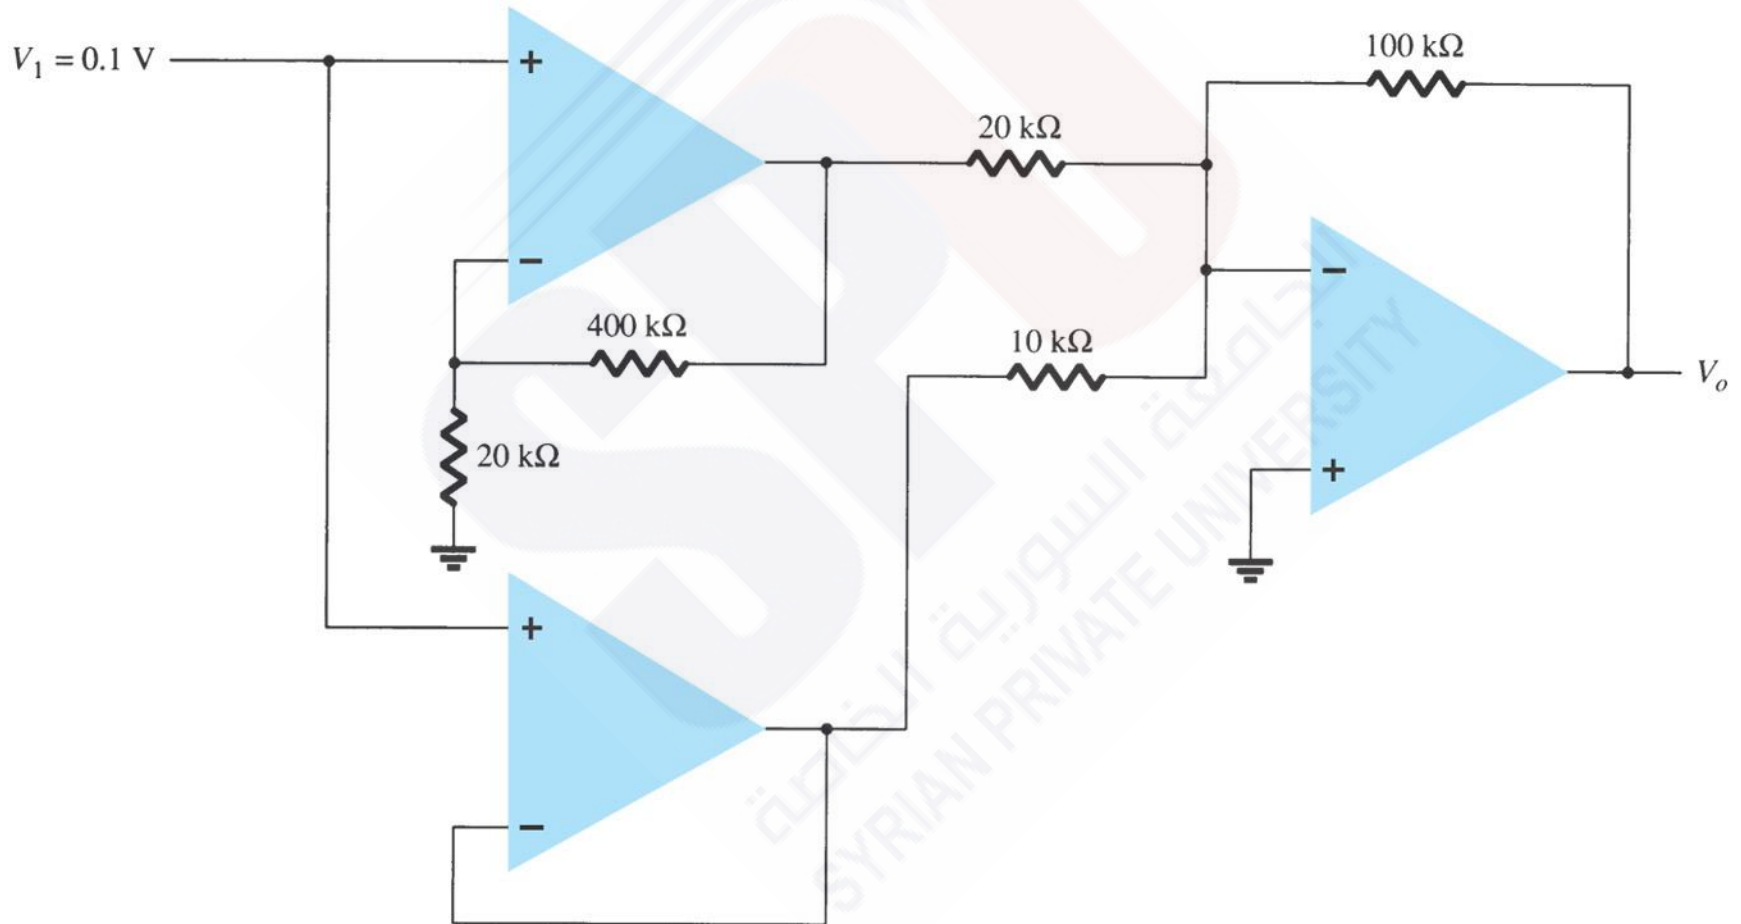 V₁ = 0.1 V
+
−
100 kΩ
20 kΩ
400 kΩ
20 kΩ
10 kΩ
−
+
Vₒ
+
−
SPU
الجامعة السورية الخاصة
SYRIAN PRIVATE UNIVERSITY